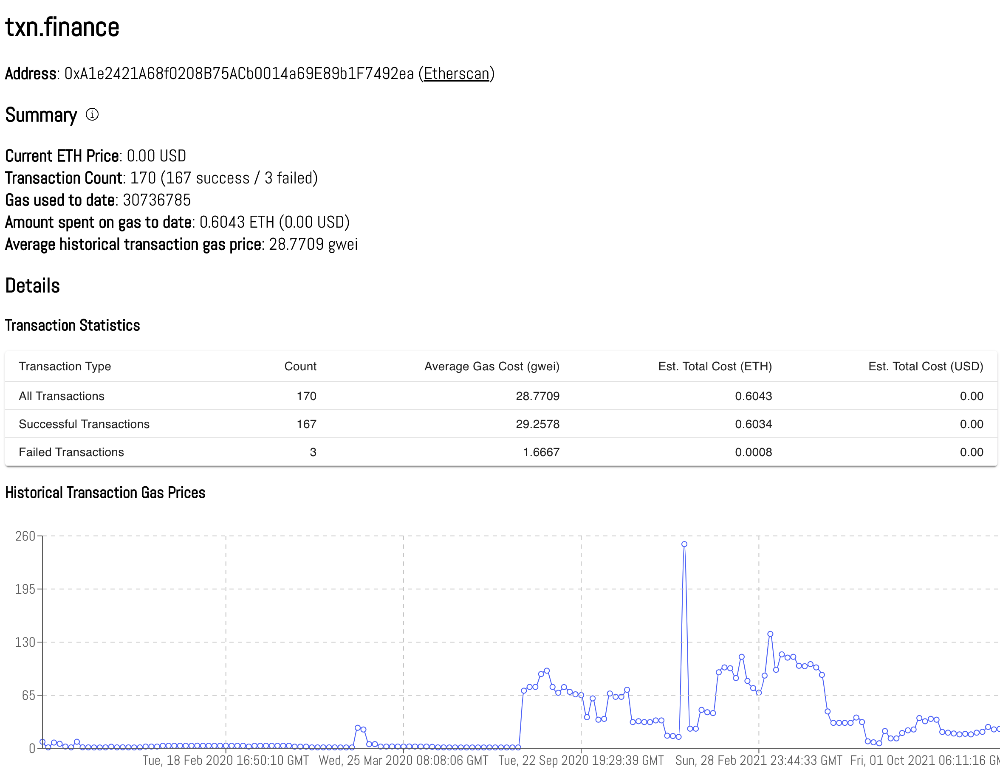 txn.finance
Address: 0xA1e2421A68f0208B75ACb0014a69E89b1F7492ea (Etherscan)
Summary
Current ETH Price: 0.00 USD
Transaction Count: 170 (167 success / 3 failed)
Gas used to date: 30736785
Amount spent on gas to date: 0.6043 ETH (0.00 USD)
Average historical transaction gas price: 28.7709 gwei
Details
Transaction Statistics
Transaction Type Count Average Gas Cost (gwei) Est. Total Cost (ETH) Est. Total Cost (USD)
All Transactions 170 28.7709 0.6043 0.00
Successful Transactions 167 29.2578 0.6034 0.00
Failed Transactions 3 1.6667 0.0008 0.00
Historical Transaction Gas Prices
260
195
130
65
0
Tue, 18 Feb 2020 16:50:10 GMT Wed, 25 Mar 2020 08:08:06 GMT Tue, 22 Sep 2020 19:29:39 GMT Sun, 28 Feb 2021 23:44:33 GMT Fri, 01 Oct 2021 06:11:16